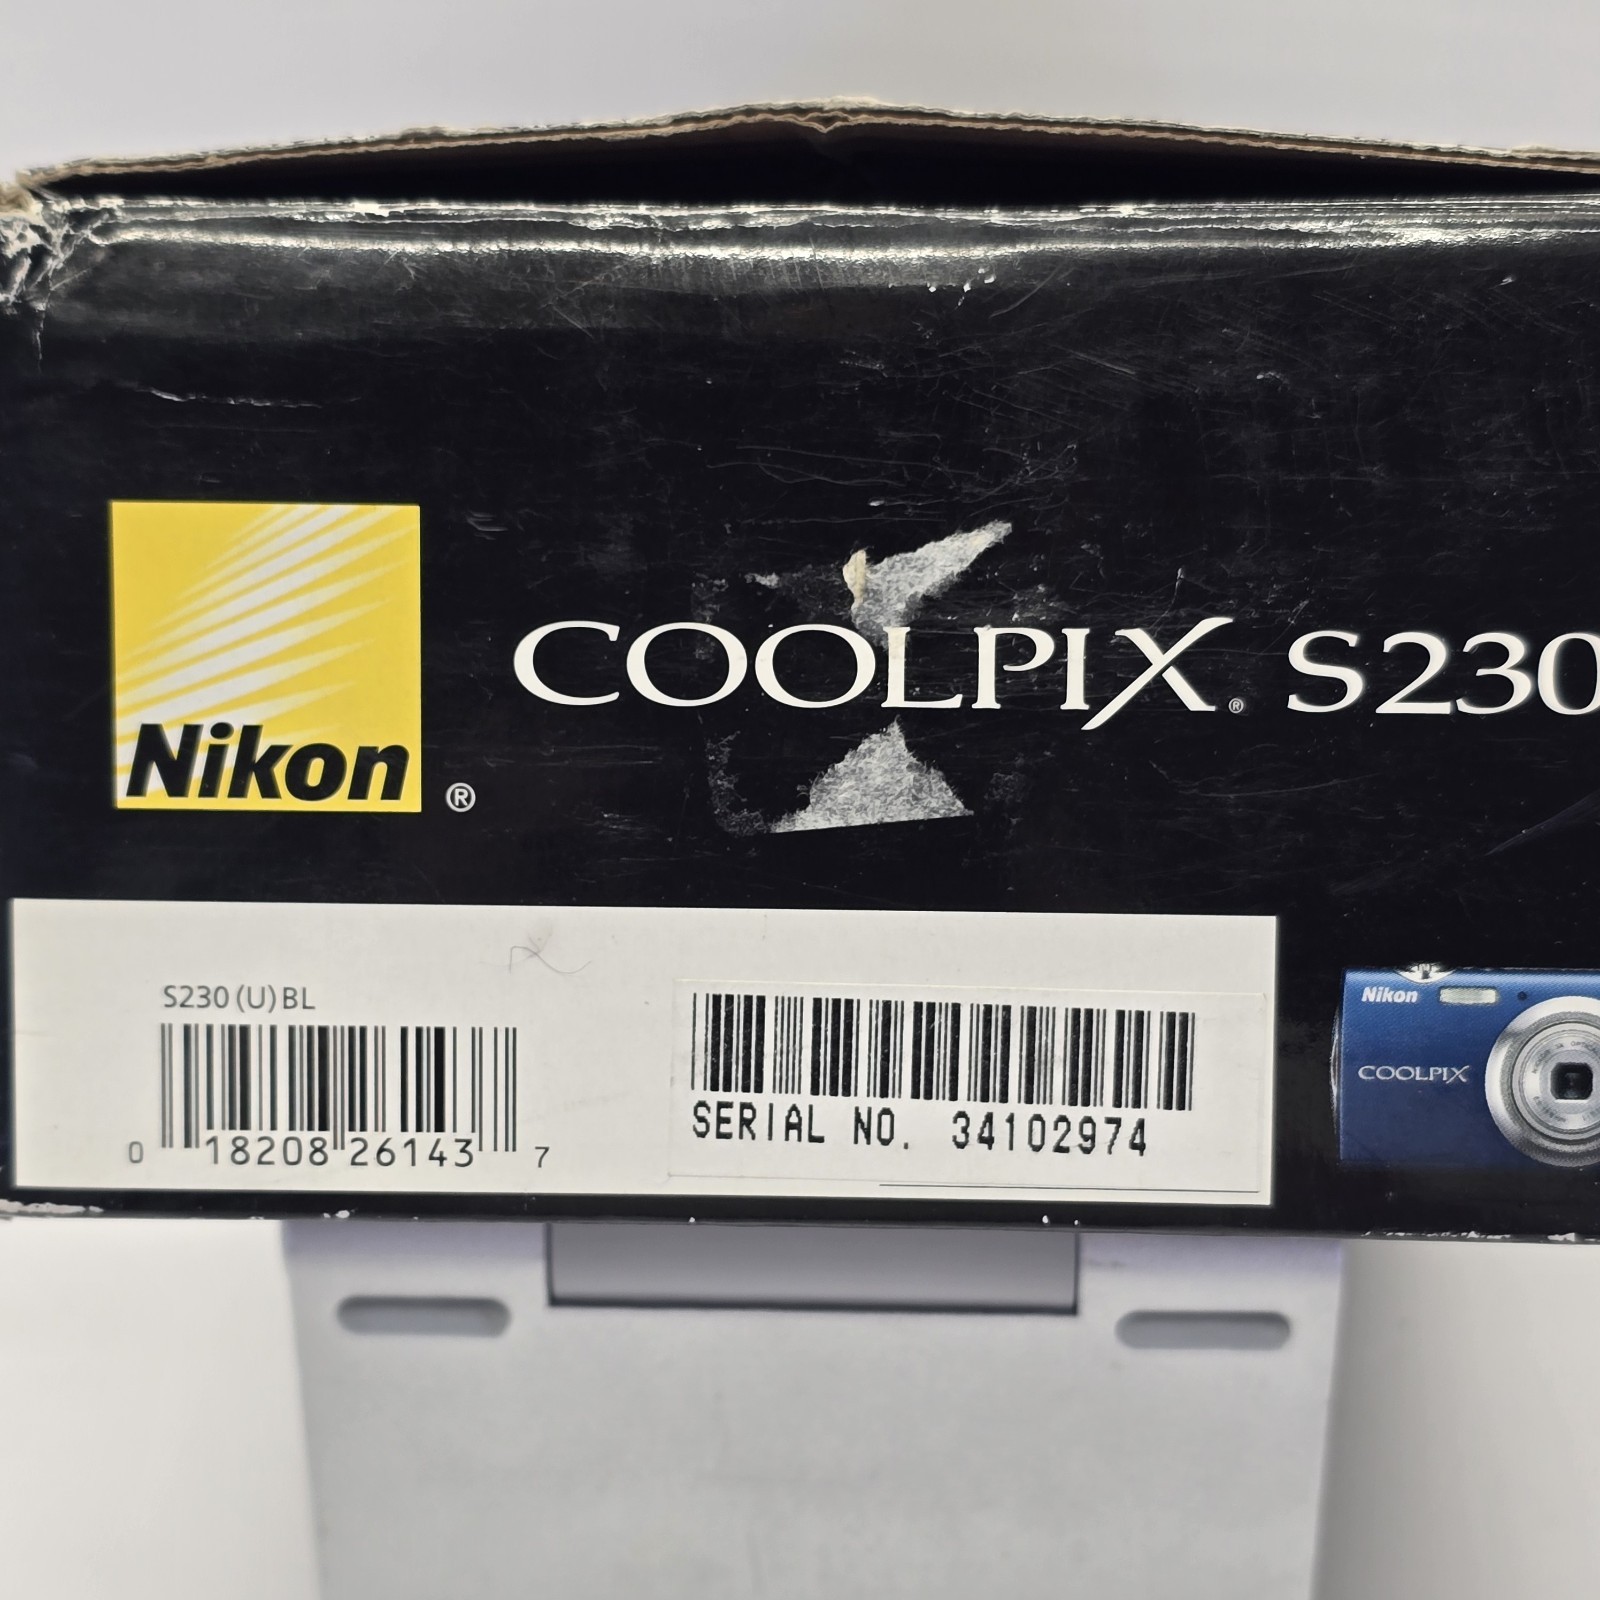 Nikon ®
COOLPIX® S230
S230 (U) BL
0 18208 26143 7
SERIAL NO. 34102974
Nikon
COOLPIX